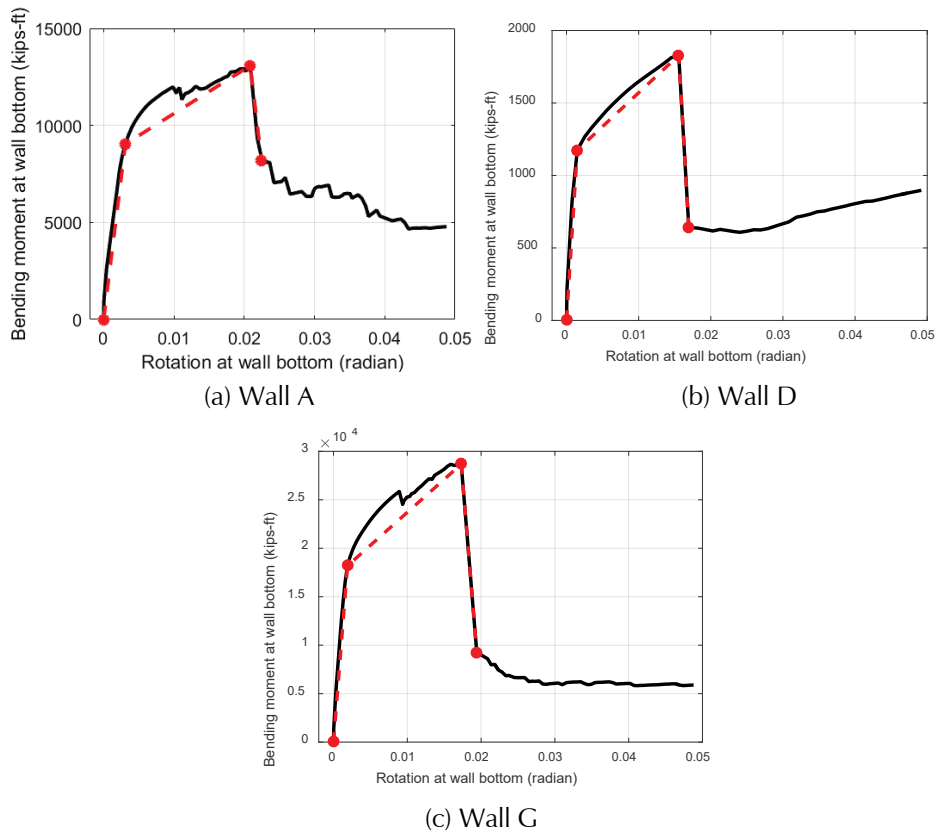 Bending moment at wall bottom (kips-ft)
15000
10000
5000
0
0 0.01 0.02 0.03 0.04 0.05
Rotation at wall bottom (radian)
(a) Wall A
Bending moment at wall bottom (kips-ft)
2000
1500
1000
500
0
0 0.01 0.02 0.03 0.04 0.05
Rotation at wall bottom (radian)
(b) Wall D
Bending moment at wall bottom (kips-ft)
× 10 4
3
2.5
2
1.5
1
0.5
0
0 0.01 0.02 0.03 0.04 0.05
Rotation at wall bottom (radian)
(c) Wall G